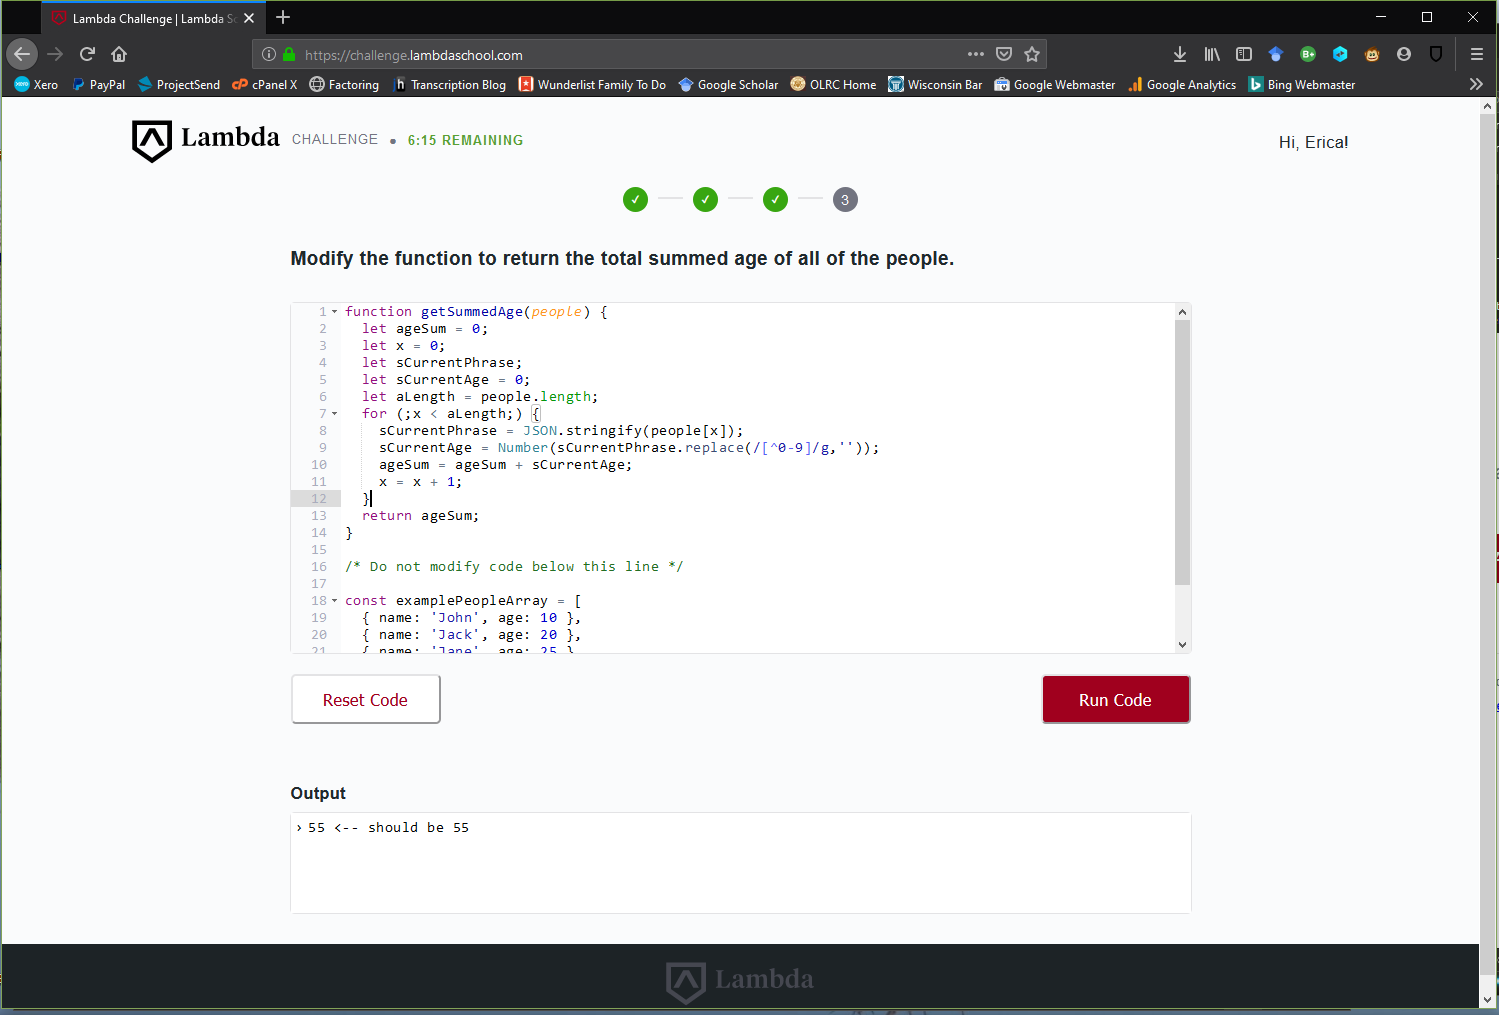 Lambda Challenge | Lambda Sc
https://challenge.lambdaschool.com
Xero PayPal ProjectSend cPanel X Factoring Transcription Blog Wunderlist Family To Do Google Scholar OLRC Home Wisconsin Bar Google Webmaster Google Analytics Bing Webmaster
Lambda CHALLENGE • 6:15 REMAINING
Hi, Erica!
3
Modify the function to return the total summed age of all of the people.
1 function getSummedAge(people) {
2 let ageSum = 0;
3 let x = 0;
4 let sCurrentPhrase;
5 let sCurrentAge = 0;
6 let aLength = people.length;
7 for (;x < aLength;) {
8 sCurrentPhrase = JSON.stringify(people[x]);
9 sCurrentAge = Number(sCurrentPhrase.replace(/[^0-9]/g,''));
10 ageSum = ageSum + sCurrentAge;
11 x = x + 1;
12 }
13 return ageSum;
14 }
15
16 /* Do not modify code below this line */
17
18 const examplePeopleArray = [
19 { name: 'John', age: 10 },
20 { name: 'Jack', age: 20 },
21 { name: 'Jane', age: 25 }
Reset Code
Run Code
Output
› 55 <-- should be 55
Lambda